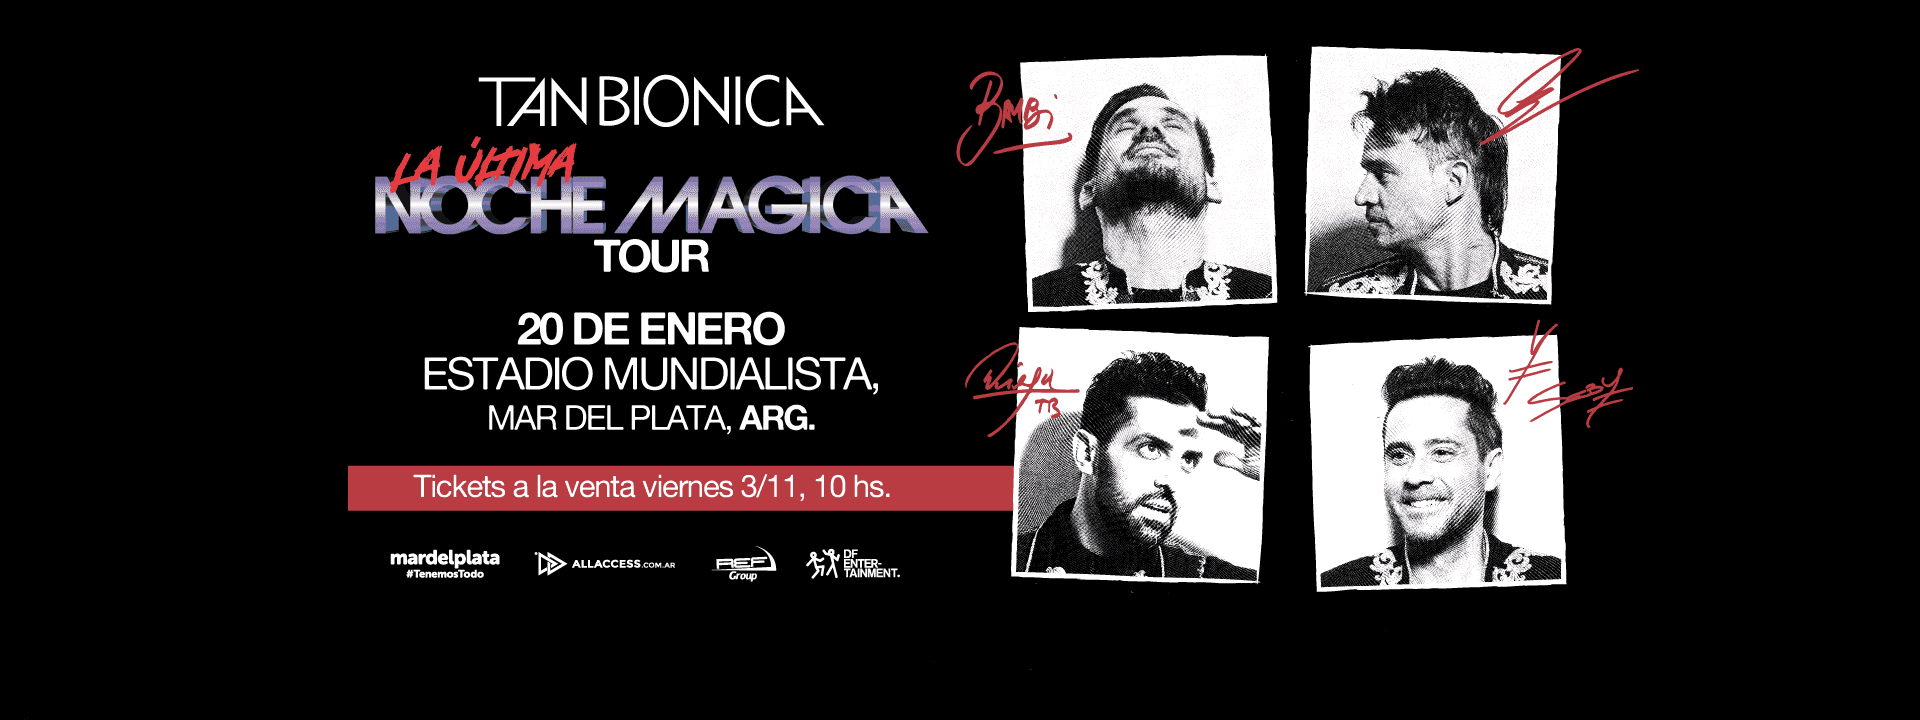 TAN BIONICA
LA ÚLTIMA
NOCHE MAGICA
TOUR
20 DE ENERO
ESTADIO MUNDIALISTA,
MAR DEL PLATA, ARG.
Tickets a la venta viernes 3/11, 10 hs.
mardelplata
#TenemosTodo
ALLACCESS.COM.AR
REF
Group
DF
ENTER-
TAINMENT.
BAMBi
TB